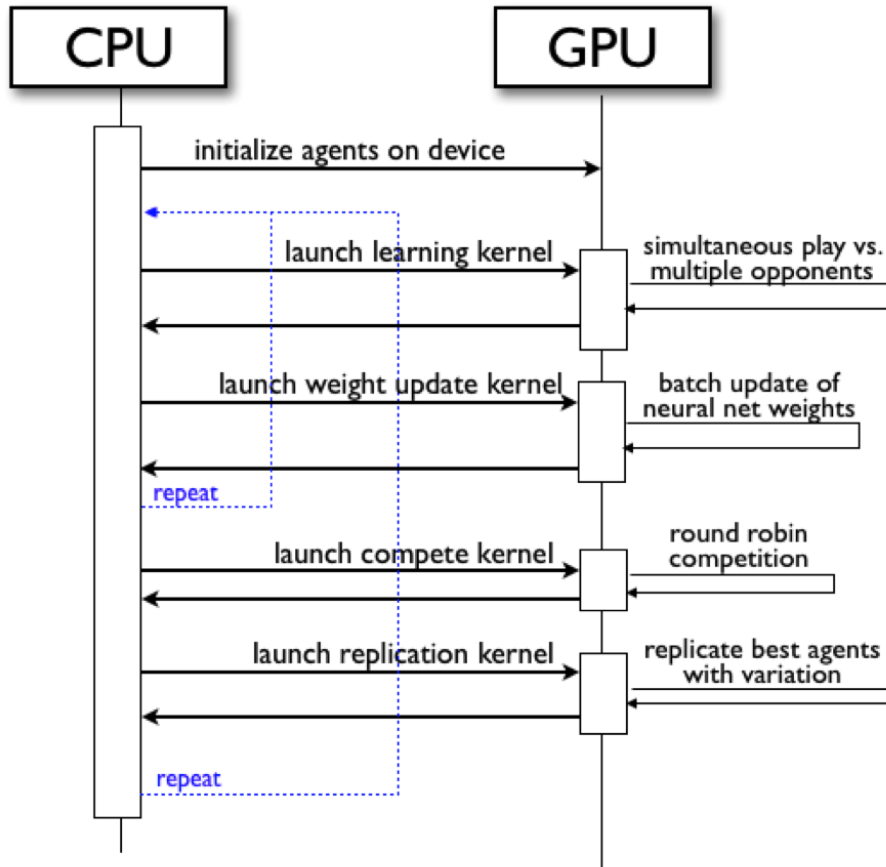 CPU
GPU
initialize agents on device
launch learning kernel
simultaneous play vs.
multiple opponents
launch weight update kernel
batch update of
neural net weights
repeat
launch compete kernel
round robin
competition
launch replication kernel
replicate best agents
with variation
repeat